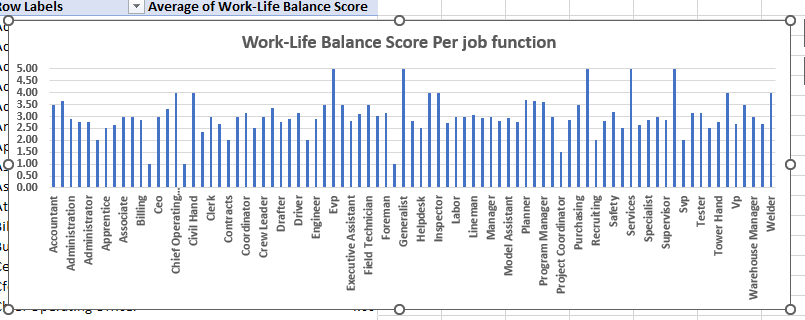 Row Labels
Average of Work-Life Balance Score
Work-Life Balance Score Per job function
5.00
4.50
4.00
3.50
3.00
2.50
2.00
1.50
1.00
0.50
0.00
Accountant
Administration
Administrator
Apprentice
Associate
Billing
Ceo
Chief Operating…
Civil Hand
Clerk
Contracts
Coordinator
Crew Leader
Drafter
Driver
Engineer
Evp
Executive Assistant
Field Technician
Foreman
Generalist
Helpdesk
Inspector
Labor
Lineman
Manager
Model Assistant
Planner
Program Manager
Project Coordinator
Purchasing
Recruiting
Safety
Services
Specialist
Supervisor
Svp
Tester
Tower Hand
Vp
Warehouse Manager
Welder